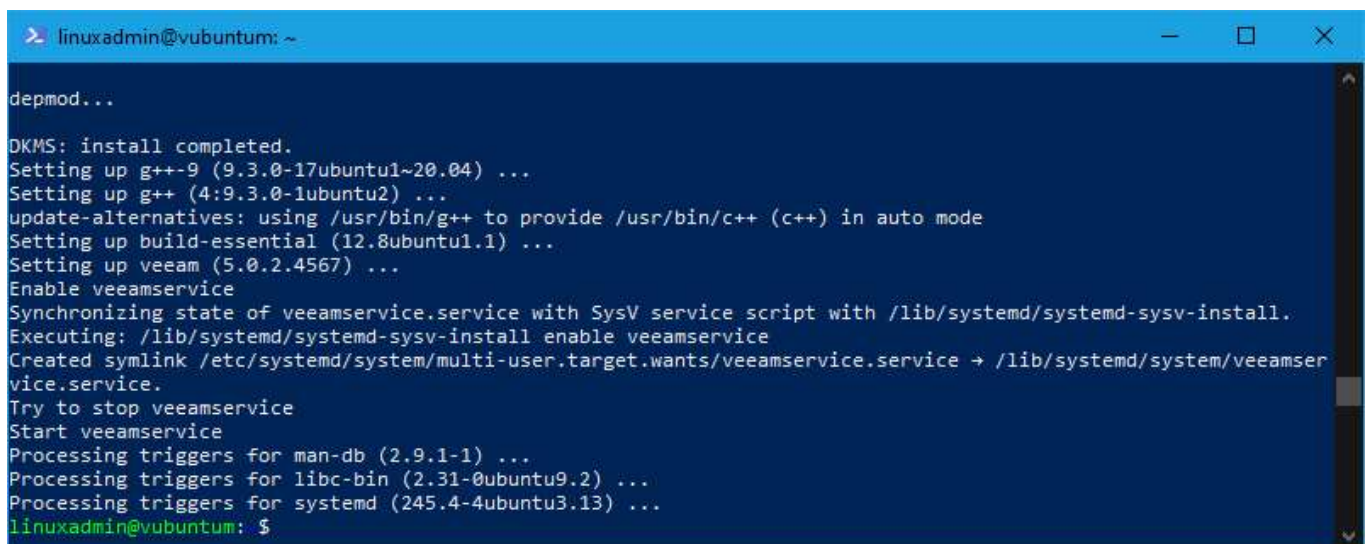 linuxadmin@vubuntum: ~
depmod...
DKMS: install completed.
Setting up g++-9 (9.3.0-17ubuntu1~20.04) ...
Setting up g++ (4:9.3.0-1ubuntu2) ...
update-alternatives: using /usr/bin/g++ to provide /usr/bin/c++ (c++) in auto mode
Setting up build-essential (12.8ubuntu1.1) ...
Setting up veeam (5.0.2.4567) ...
Enable veeamservice
Synchronizing state of veeamservice.service with SysV service script with /lib/systemd/systemd-sysv-install.
Executing: /lib/systemd/systemd-sysv-install enable veeamservice
Created symlink /etc/systemd/system/multi-user.target.wants/veeamservice.service → /lib/systemd/system/veeamser
vice.service.
Try to stop veeamservice
Start veeamservice
Processing triggers for man-db (2.9.1-1) ...
Processing triggers for libc-bin (2.31-0ubuntu9.2) ...
Processing triggers for systemd (245.4-4ubuntu3.13) ...
linuxadmin@vubuntum: $